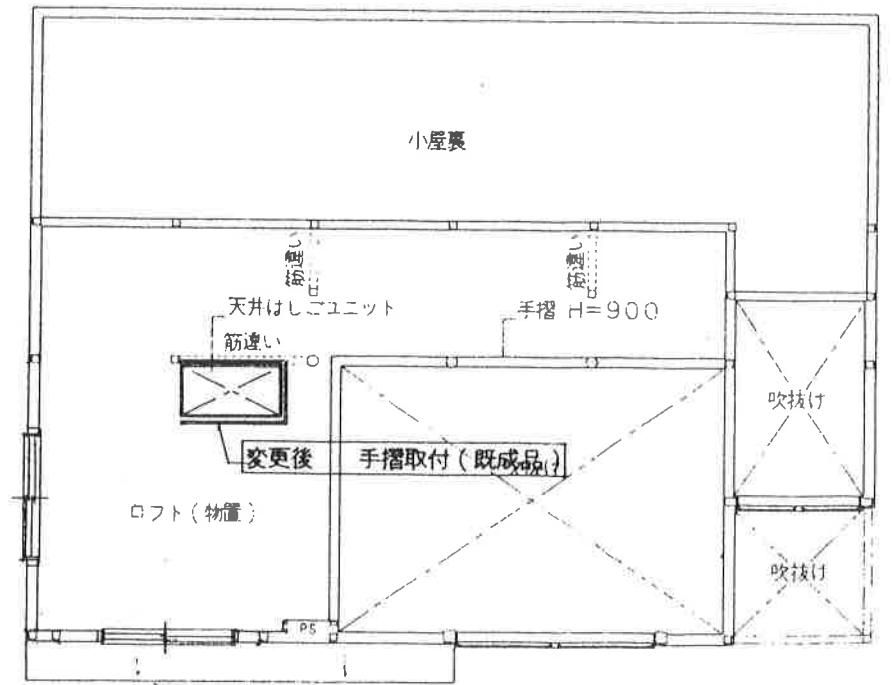 小屋裏
筋違い
筋違い
天井はしごユニット
手摺 H=900
筋違い
吹抜け
変更後 手摺取付(既成品)
ロフト(物置)
吹抜け
PS